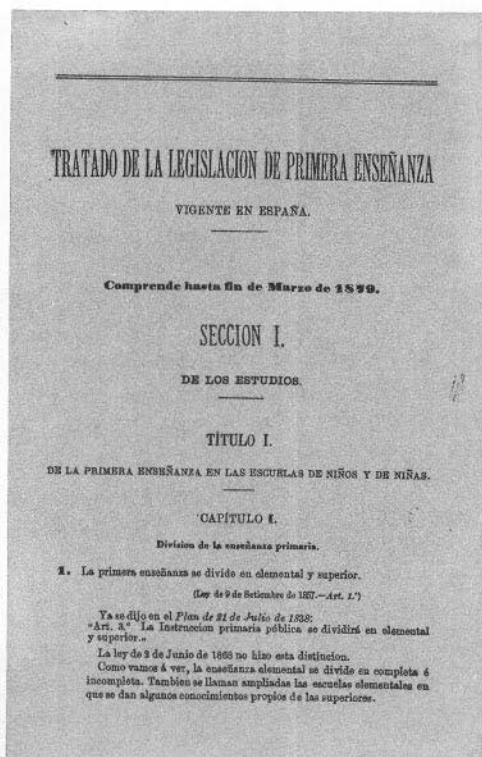 TRATADO DE LA LEGISLACION DE PRIMERA ENSEÑANZA
VIGENTE EN ESPAÑA.
Comprende hasta fin de Marzo de 1879.
SECCION I.
DE LOS ESTUDIOS.
TÍTULO I.
DE LA PRIMERA ENSEÑANZA EN LAS ESCUELAS DE NIÑOS Y DE NIÑAS.
CAPÍTULO I.
Division de la enseñanza primaria.
1. La primera enseñanza se divide en elemental y superior.
(Ley de 9 de Setiembre de 1857.—Art. 1.º)
Ya se dijo en el Plan de 21 de Julio de 1838:
"Art. 3.º La Instruccion primaria pública se dividirá en elemental
y superior."
La ley de 2 de Junio de 1868 no hizo esta distincion.
Como vamos á ver, la enseñanza elemental se divide en completa é
incompleta. Tambien se llaman ampliadas las escuelas elementales en
que se dan algunos conocimientos propios de las superiores.